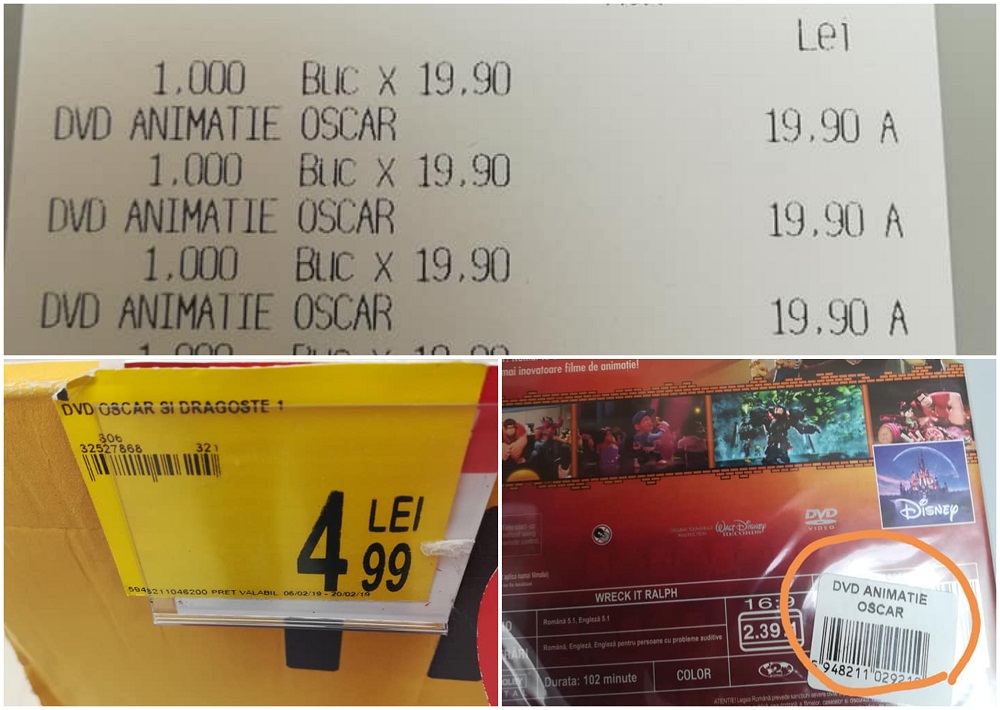 Lei
1,000 Buc X 19,90
DVD ANIMATIE OSCAR 19,90 A
1,000 Buc X 19,90
DVD ANIMATIE OSCAR 19,90 A
1,000 Buc X 19,90
DVD ANIMATIE OSCAR 19,90 A
DVD OSCAR SI DRAGOSTE 1
306
32527868 321
4 LEI
99
5948211046200 PRET VALABIL 06/02/19 - 20/02/19
mai inovatoare filme de animație!
DISNEY
DVD
VIDEO
WALT DISNEY
RECORDS
WRECK IT RALPH
16:9
2.39:1
Română 5.1, Engleză 5.1
Română, Engleză, Engleză pentru persoane cu probleme auditive
Durata: 102 minute
COLOR
2
DVD ANIMATIE
OSCAR